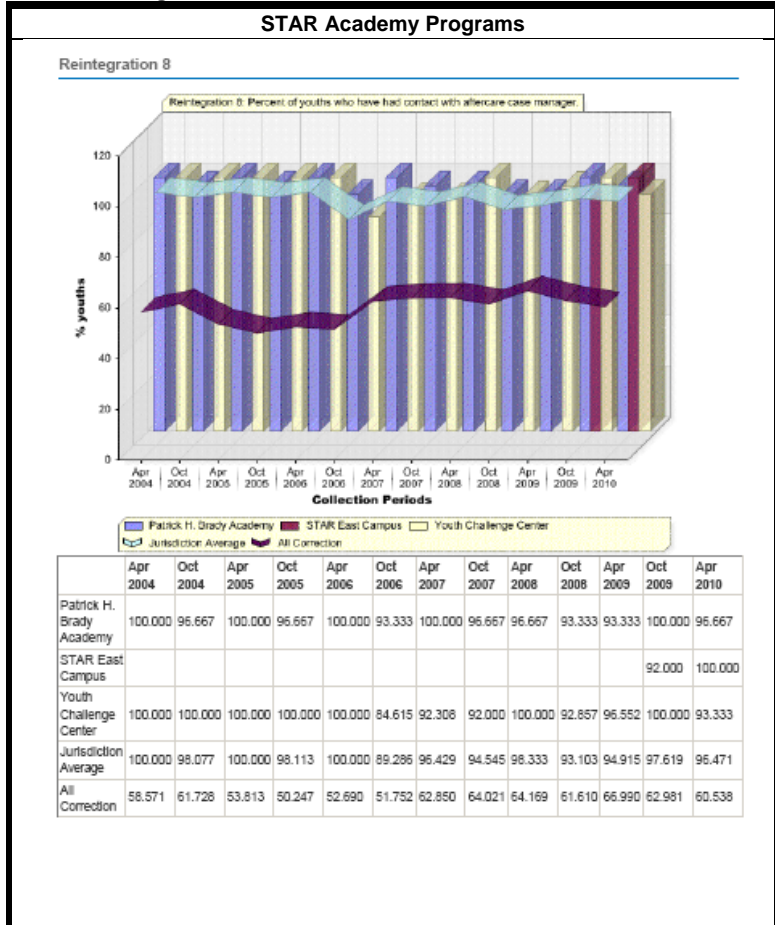 STAR Academy Programs
Reintegration 8
Reintegration 8: Percent of youths who have had contact with aftercare case manager.
120
100
80
60
40
20
0
% youths
Apr Oct Apr Oct Apr Oct Apr Oct Apr Oct Apr Oct Apr
2004 2004 2005 2005 2006 2006 2007 2007 2008 2008 2009 2009 2010
Collection Periods
Patrick H. Brady Academy STAR East Campus Youth Challenge Center
Jurisdiction Average All Correction
Apr Oct Apr Oct Apr Oct Apr Oct Apr Oct Apr Oct Apr
2004 2004 2005 2005 2006 2006 2007 2007 2008 2008 2009 2009 2010
Patrick H.
Brady
Academy
100.000 96.667 100.000 96.667 100.000 93.333 100.000 96.667 96.667 93.333 93.333 100.000 96.667
STAR East
Campus
92.000 100.000
Youth
Challenge
Center
100.000 100.000 100.000 100.000 100.000 84.615 92.308 92.000 100.000 92.857 96.552 100.000 93.333
Jurisdiction
Average
100.000 98.077 100.000 98.113 100.000 89.286 96.429 94.545 98.333 93.103 94.915 97.619 96.471
All
Correction
58.571 61.728 53.813 50.247 52.690 51.752 62.850 64.021 64.169 61.610 66.990 62.981 60.538